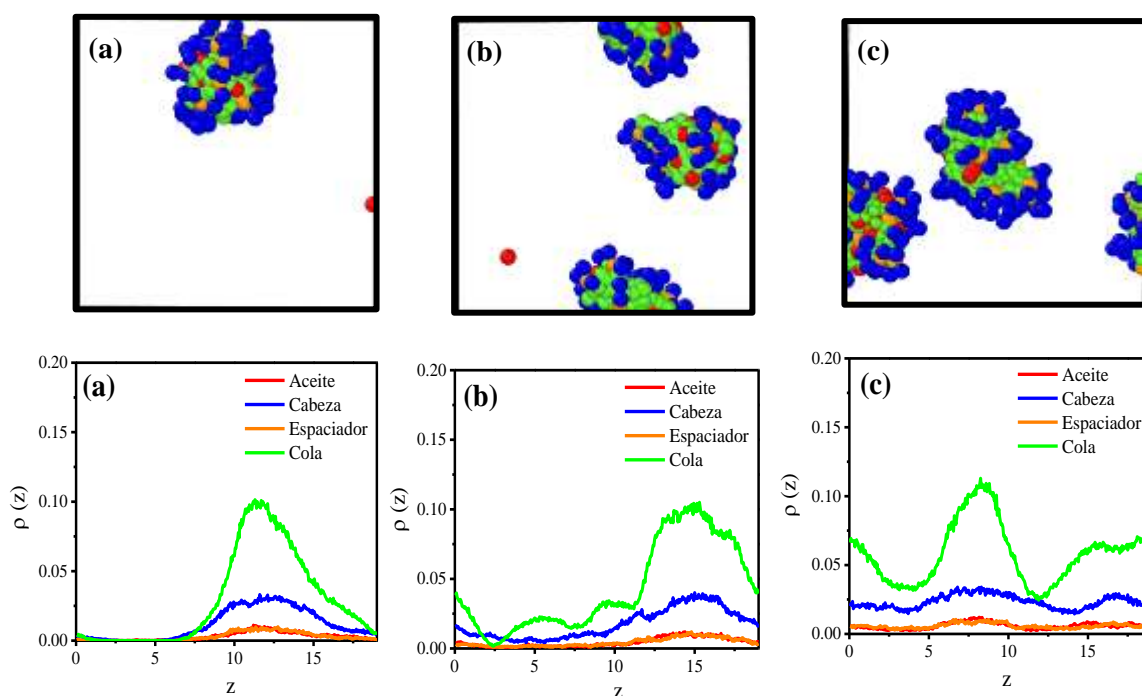 (a)
(b)
(c)
(a)
Aceite
Cabeza
Espaciador
Cola
ρ (z)
0.20
0.15
0.10
0.05
0.00
0
5
10
15
z
(b)
Aceite
Cabeza
Espaciador
Cola
ρ (z)
0.20
0.15
0.10
0.05
0.00
0
5
10
15
z
(c)
Aceite
Cabeza
Espaciador
Cola
ρ (z)
0.20
0.15
0.10
0.05
0.00
0
5
10
15
z